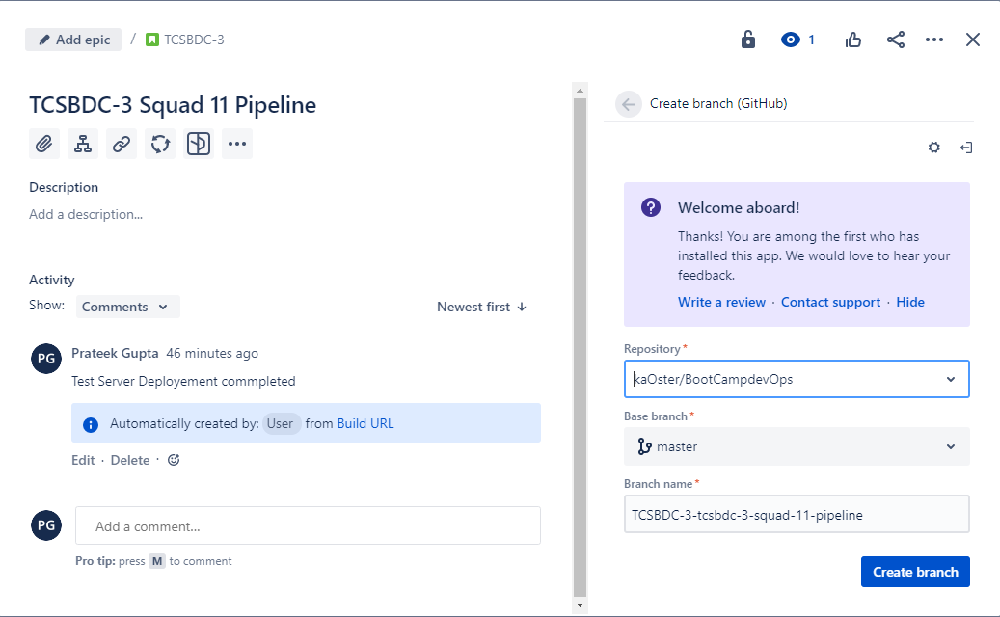 Add epic / TCSBDC-3
1
TCSBDC-3 Squad 11 Pipeline
Description
Add a description...
Activity
Show: Comments
Newest first
PG
Prateek Gupta 46 minutes ago
Test Server Deployement commpleted
Automatically created by: User from Build URL
Edit · Delete ·
PG
Add a comment...
Pro tip: press M to comment
Create branch (GitHub)
Welcome aboard!
Thanks! You are among the first who has
installed this app. We would love to hear your
feedback.
Write a review · Contact support · Hide
Repository*
kaOster/BootCampdevOps
Base branch*
master
Branch name*
TCSBDC-3-tcsbdc-3-squad-11-pipeline
Create branch